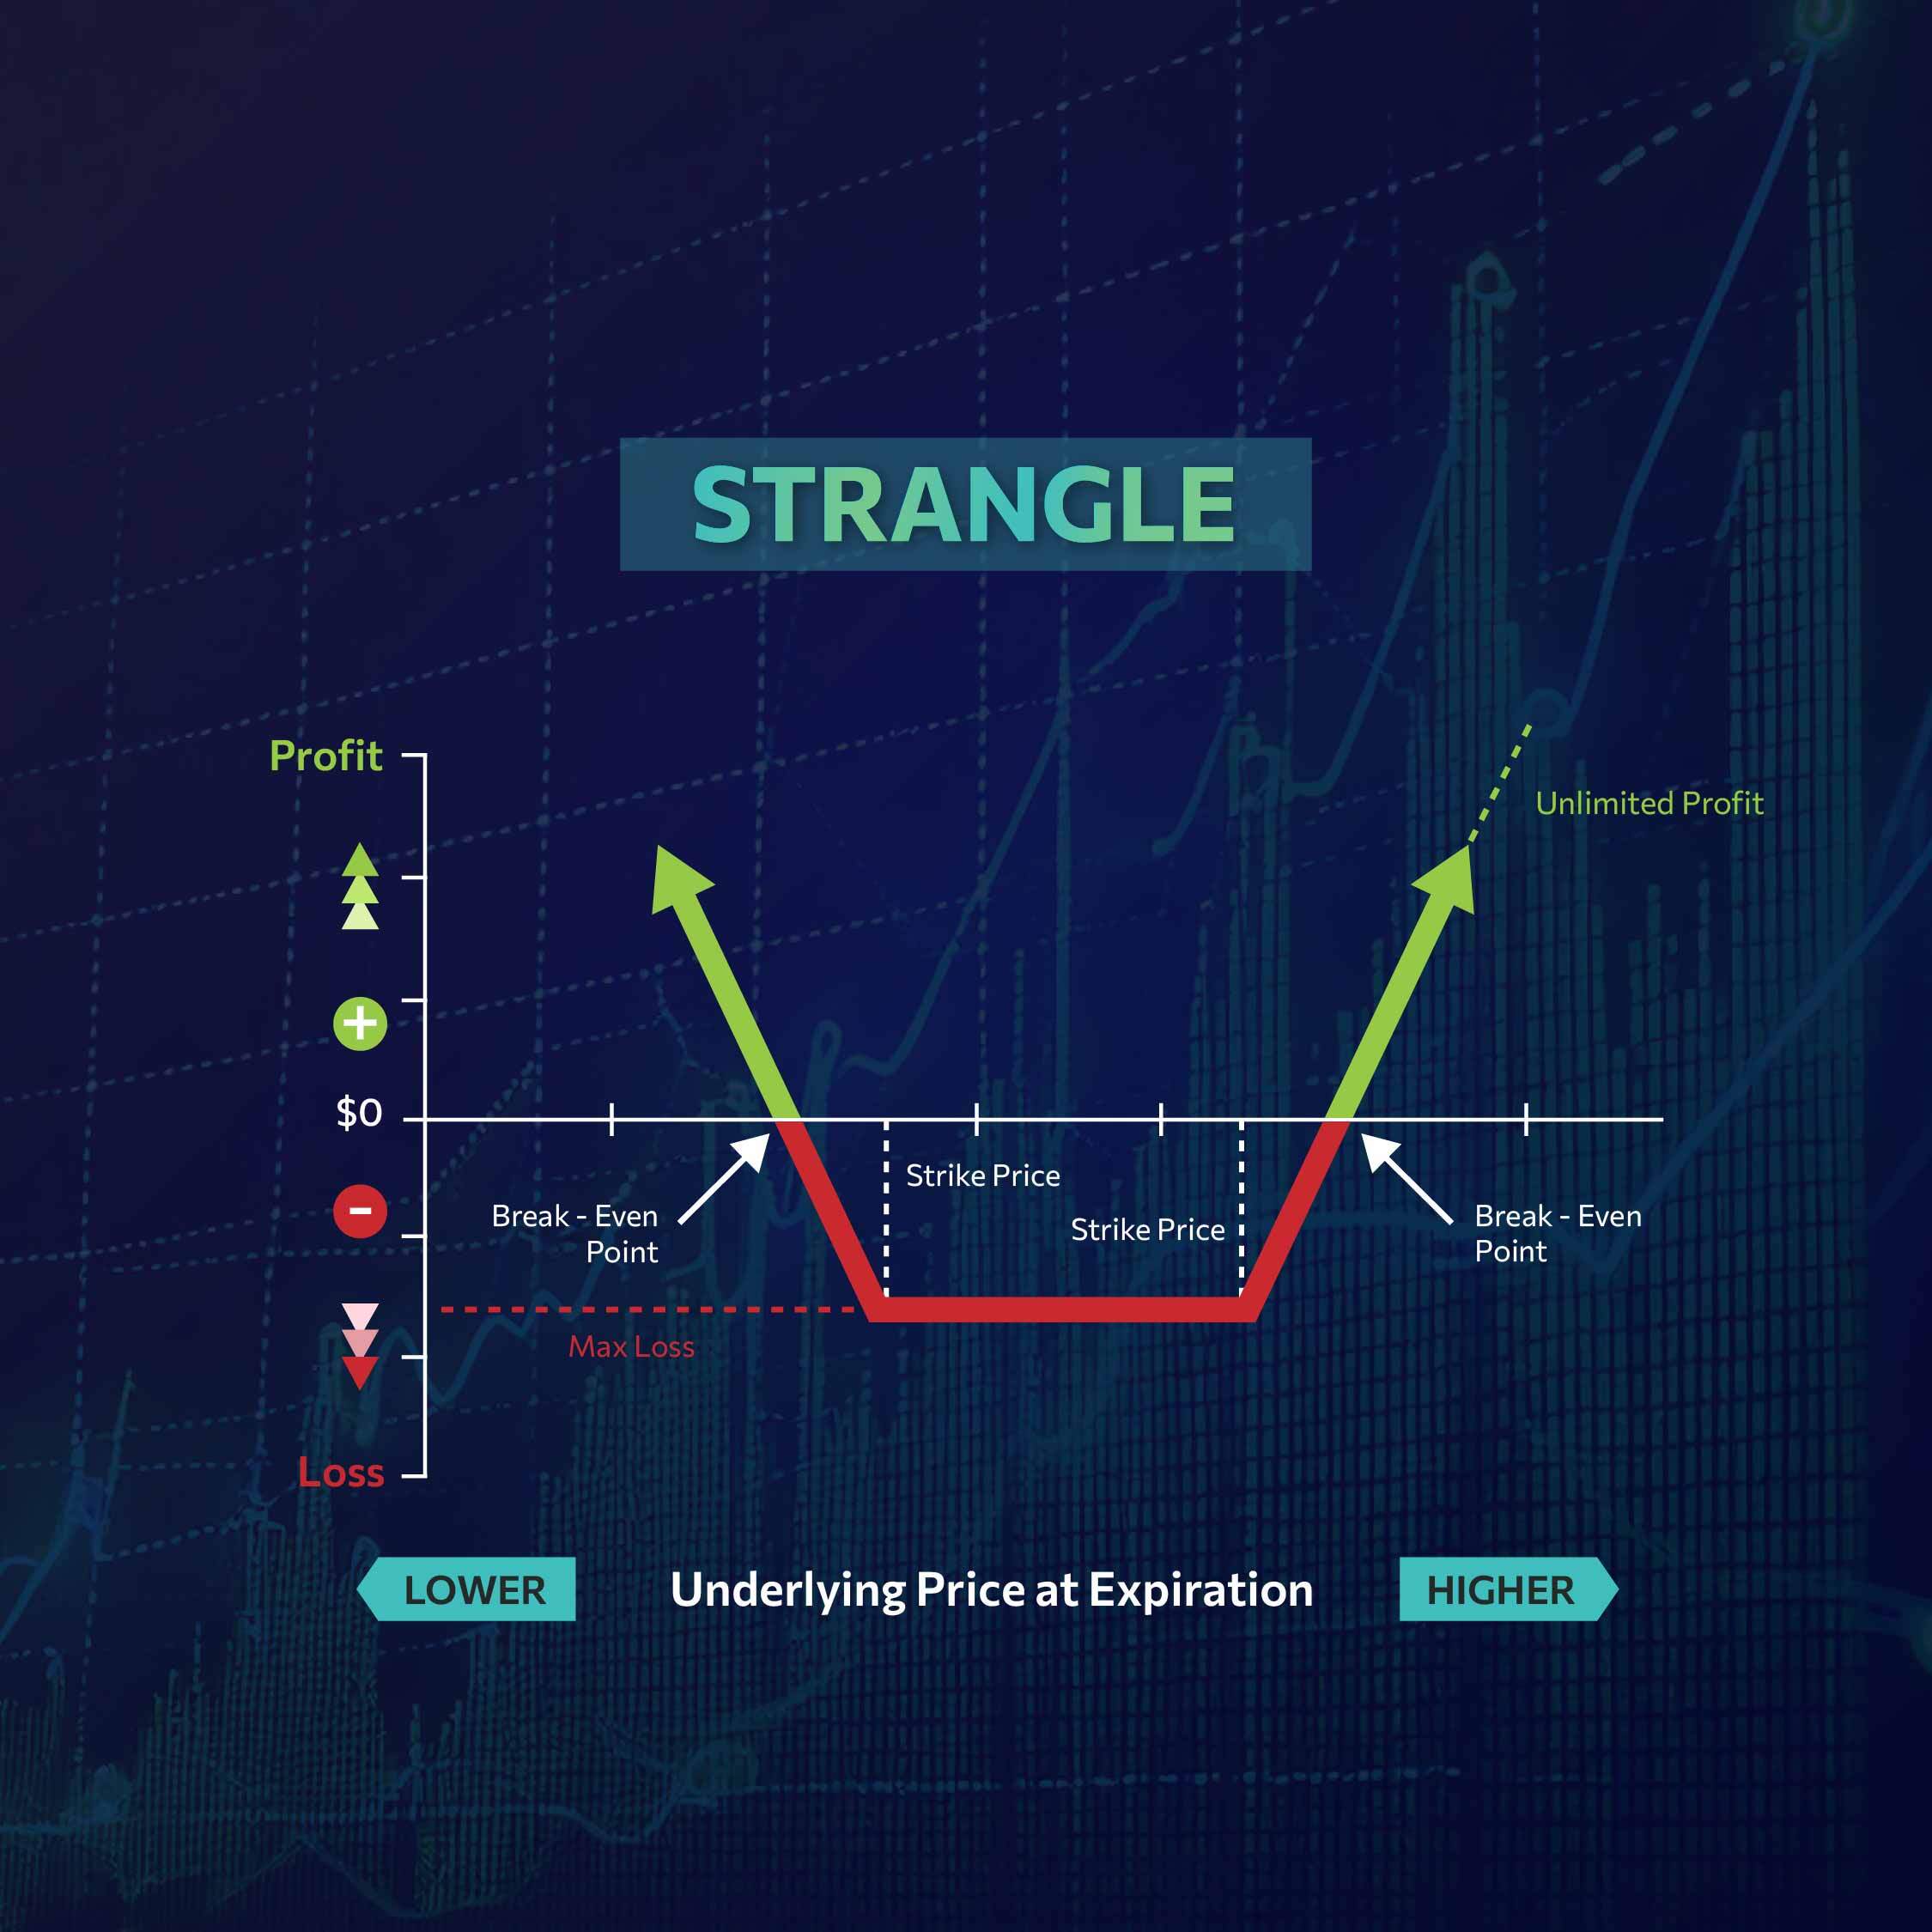 STRANGLE
Profit
Unlimited Profit
+
$0
Strike Price
-
Break - Even
Point
Strike Price
Break - Even
Point
Max Loss
Loss
LOWER
Underlying Price at Expiration
HIGHER